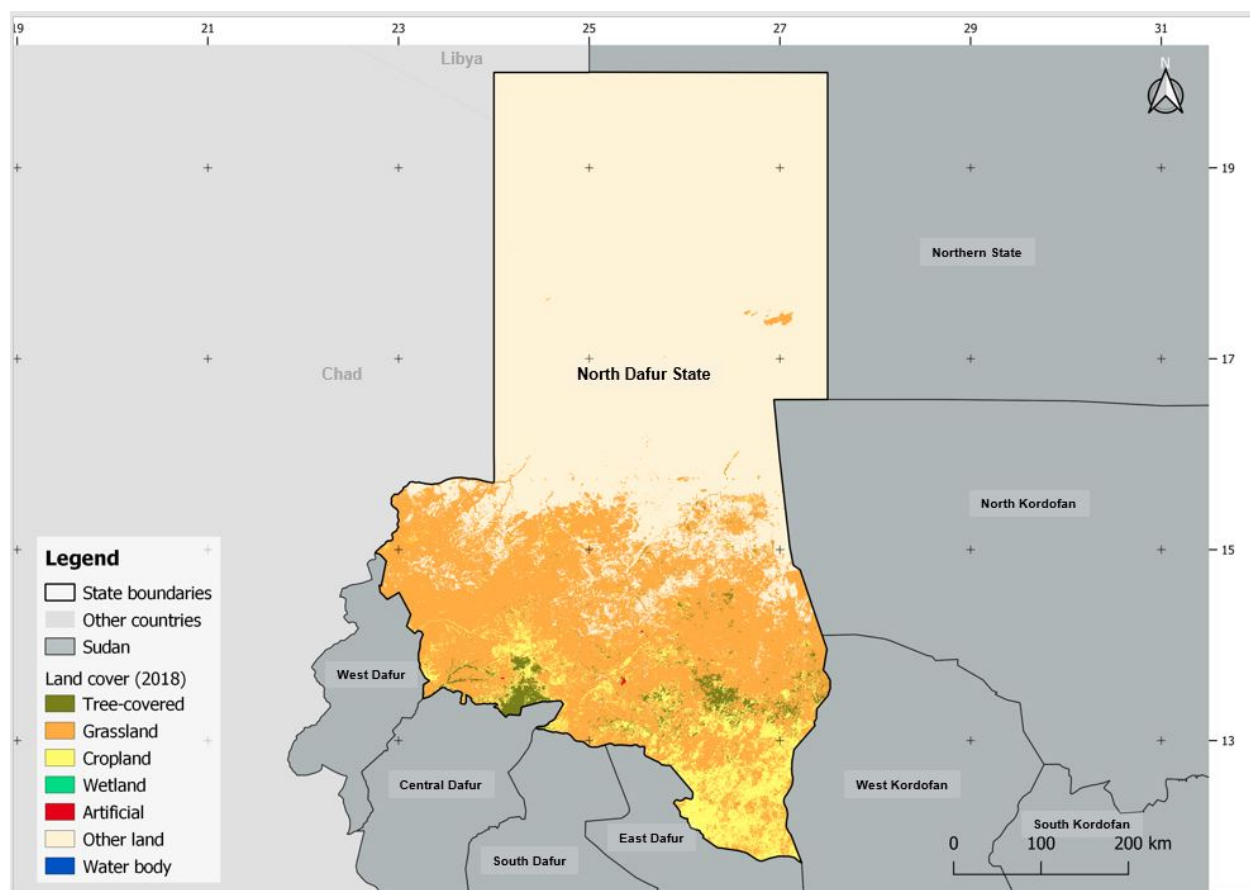 19 21 23 25 27 29 31
Libya
N
19
Northern State
17
Chad
North Dafur State
North Kordofan
15
Legend
State boundaries
Other countries
Sudan
Land cover (2018)
Tree-covered
Grassland
Cropland
Wetland
Artificial
Other land
Water body
West Dafur
13
Central Dafur
West Kordofan
East Dafur
South Kordofan
South Dafur
0 100 200 km